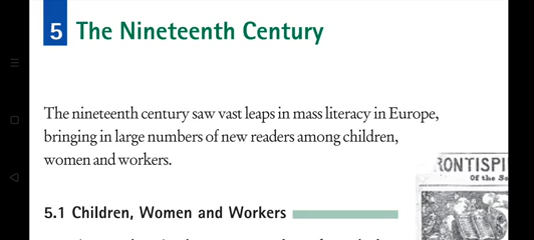 5 The Nineteenth Century
The nineteenth century saw vast leaps in mass literacy in Europe,
bringing in large numbers of new readers among children,
women and workers.
5.1 Children, Women and Workers